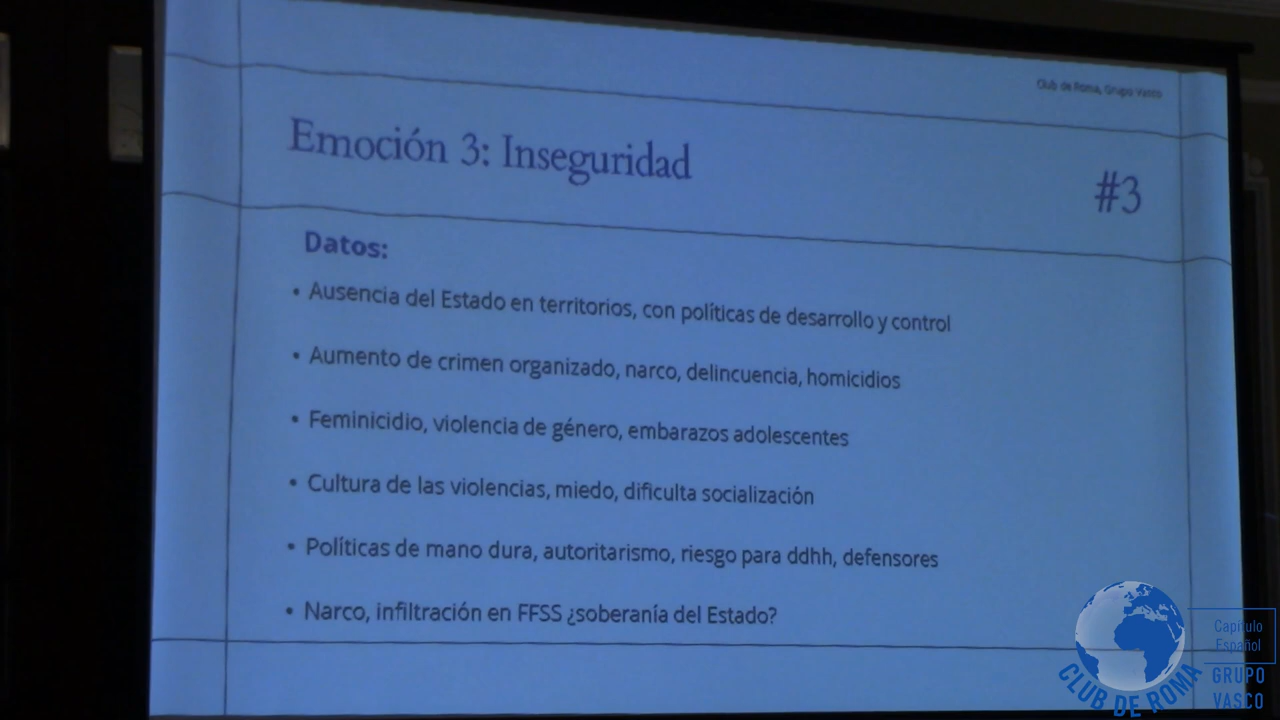 Club de Roma, Grupo Vasco
Emoción 3: Inseguridad
#3
Datos:
• Ausencia del Estado en territorios, con políticas de desarrollo y control
• Aumento de crimen organizado, narco, delincuencia, homicidios
• Feminicidio, violencia de género, embarazos adolescentes
• Cultura de las violencias, miedo, dificulta socialización
• Políticas de mano dura, autoritarismo, riesgo para ddhh, defensores
• Narco, infiltración en FFSS ¿soberanía del Estado?
CLUB DE ROMA
Capítulo
Español
GRUPO
VASCO